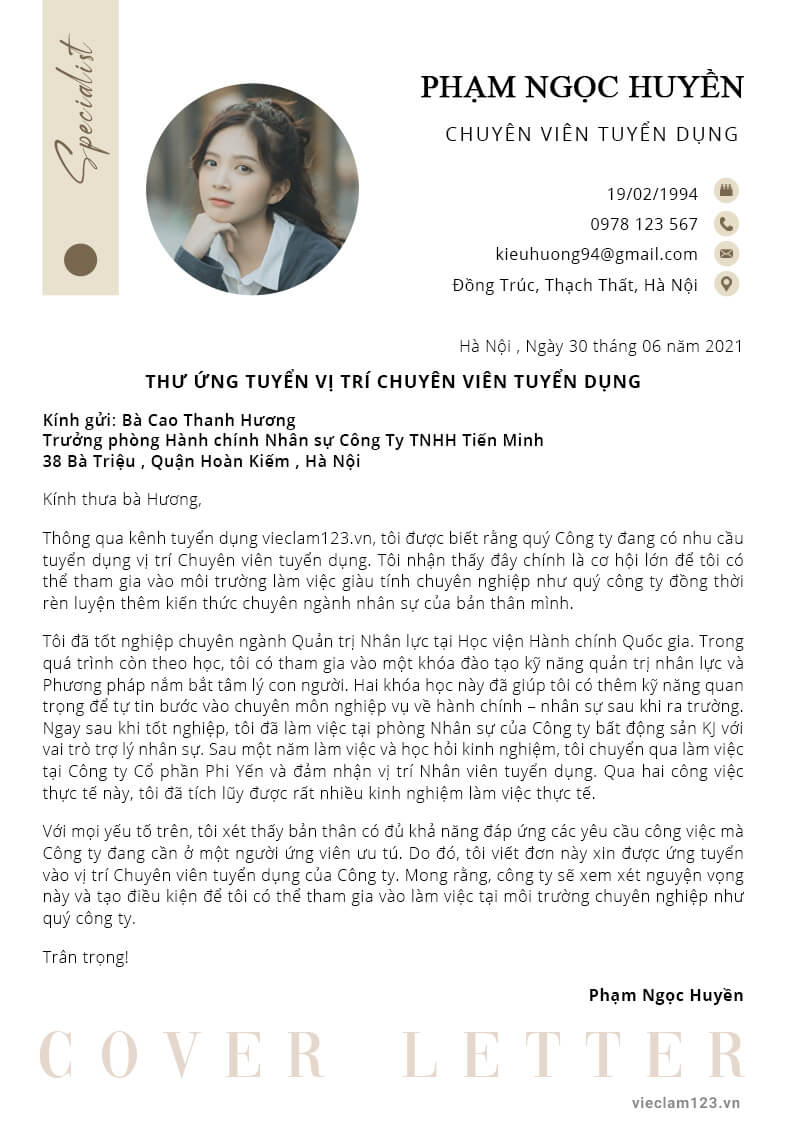 Specialist
PHẠM NGỌC HUYỀN
CHUYÊN VIÊN TUYỂN DỤNG
19/02/1994
0978 123 567
kieuhuong94@gmail.com
Đồng Trúc, Thạch Thất, Hà Nội
Hà Nội , Ngày 30 tháng 06 năm 2021
THƯ ỨNG TUYỂN VỊ TRÍ CHUYÊN VIÊN TUYỂN DỤNG
Kính gửi: Bà Cao Thanh Hương
Trưởng phòng Hành chính Nhân sự Công Ty TNHH Tiến Minh
38 Bà Triệu , Quận Hoàn Kiếm , Hà Nội
Kính thưa bà Hương,
Thông qua kênh tuyển dụng vieclam123.vn, tôi được biết rằng quý Công ty đang có nhu cầu
tuyển dụng vị trí Chuyên viên tuyển dụng. Tôi nhận thấy đây chính là cơ hội lớn để tôi có
thể tham gia vào môi trường làm việc giàu tính chuyên nghiệp như quý công ty đồng thời
rèn luyện thêm kiến thức chuyên ngành nhân sự của bản thân mình.
Tôi đã tốt nghiệp chuyên ngành Quản trị Nhân lực tại Học viện Hành chính Quốc gia. Trong
quá trình còn theo học, tôi có tham gia vào một khóa đào tạo kỹ năng quản trị nhân lực và
Phương pháp nắm bắt tâm lý con người. Hai khóa học này đã giúp tôi có thêm kỹ năng quan
trọng để tự tin bước vào chuyên môn nghiệp vụ về hành chính – nhân sự sau khi ra trường.
Ngay sau khi tốt nghiệp, tôi đã làm việc tại phòng Nhân sự của Công ty bất động sản KJ với
vai trò trợ lý nhân sự. Sau một năm làm việc và học hỏi kinh nghiệm, tôi chuyển qua làm việc
tại Công ty Cổ phần Phi Yến và đảm nhận vị trí Nhân viên tuyển dụng. Qua hai công việc
thực tế này, tôi đã tích lũy được rất nhiều kinh nghiệm làm việc thực tế.
Với mọi yếu tố trên, tôi xét thấy bản thân có đủ khả năng đáp ứng các yêu cầu công việc mà
Công ty đang cần ở một người ứng viên ưu tú. Do đó, tôi viết đơn này xin được ứng tuyển
vào vị trí Chuyên viên tuyển dụng của Công ty. Mong rằng, công ty sẽ xem xét nguyện vọng
này và tạo điều kiện để tôi có thể tham gia vào làm việc tại môi trường chuyên nghiệp như
quý công ty.
Trân trọng!
Phạm Ngọc Huyền
COVER LETTER
vieclam123.vn